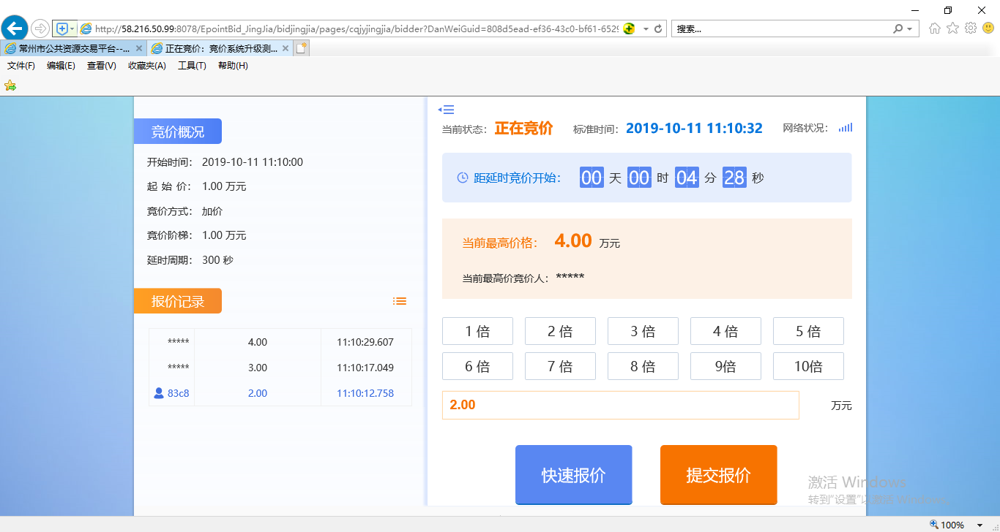 http://58.216.50.99:8078/EpointBid_JingJia/bidjingjia/pages/cqjyjingjia/bidder?DanWeiGuid=808d5ead-ef36-43c0-bf61-6529
搜索...
常州市公共资源交易平台--...
正在竞价：竞价系统升级测...
文件(F) 编辑(E) 查看(V) 收藏夹(A) 工具(T) 帮助(H)
竞价概况
开始时间： 2019-10-11 11:10:00
起 始 价： 1.00 万元
竞价方式： 加价
竞价阶梯： 1.00 万元
延时周期： 300 秒
报价记录
***** 4.00 11:10:29.607
***** 3.00 11:10:17.049
83c8 2.00 11:10:12.758
当前状态： 正在竞价 标准时间： 2019-10-11 11:10:32 网络状况：
距延时竞价开始： 00 天 00 时 04 分 28 秒
当前最高价格： 4.00 万元
当前最高价竞价人： *****
1 倍 2 倍 3 倍 4 倍 5 倍
6 倍 7 倍 8 倍 9倍 10倍
2.00 万元
快速报价 提交报价
激活 Windows
转到"设置"以激活 Windows。
100%